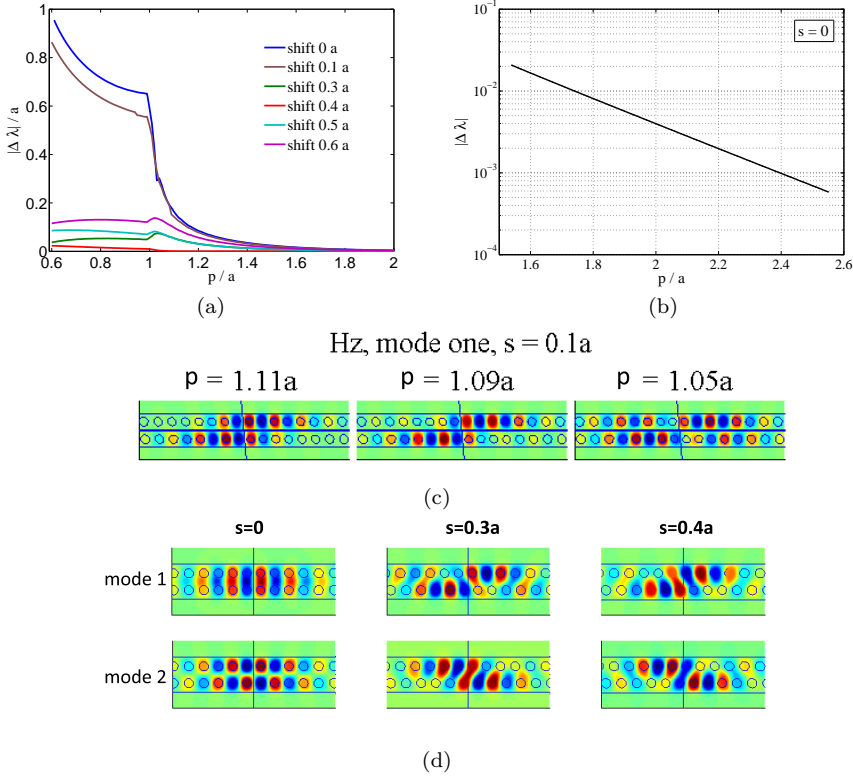 |Δ λ| / a
1
0.8
0.6
0.4
0.2
0
0.6
0.8
1
1.2
1.4
1.6
1.8
2
p / a
shift 0 a
shift 0.1 a
shift 0.3 a
shift 0.4 a
shift 0.5 a
shift 0.6 a
(a)
|Δ λ|
10^-1
10^-2
10^-3
10^-4
1.6
1.8
2
2.2
2.4
2.6
p / a
s = 0
(b)
Hz, mode one, s = 0.1a
p = 1.11a
p = 1.09a
p = 1.05a
(c)
s=0
s=0.3a
s=0.4a
mode 1
mode 2
(d)